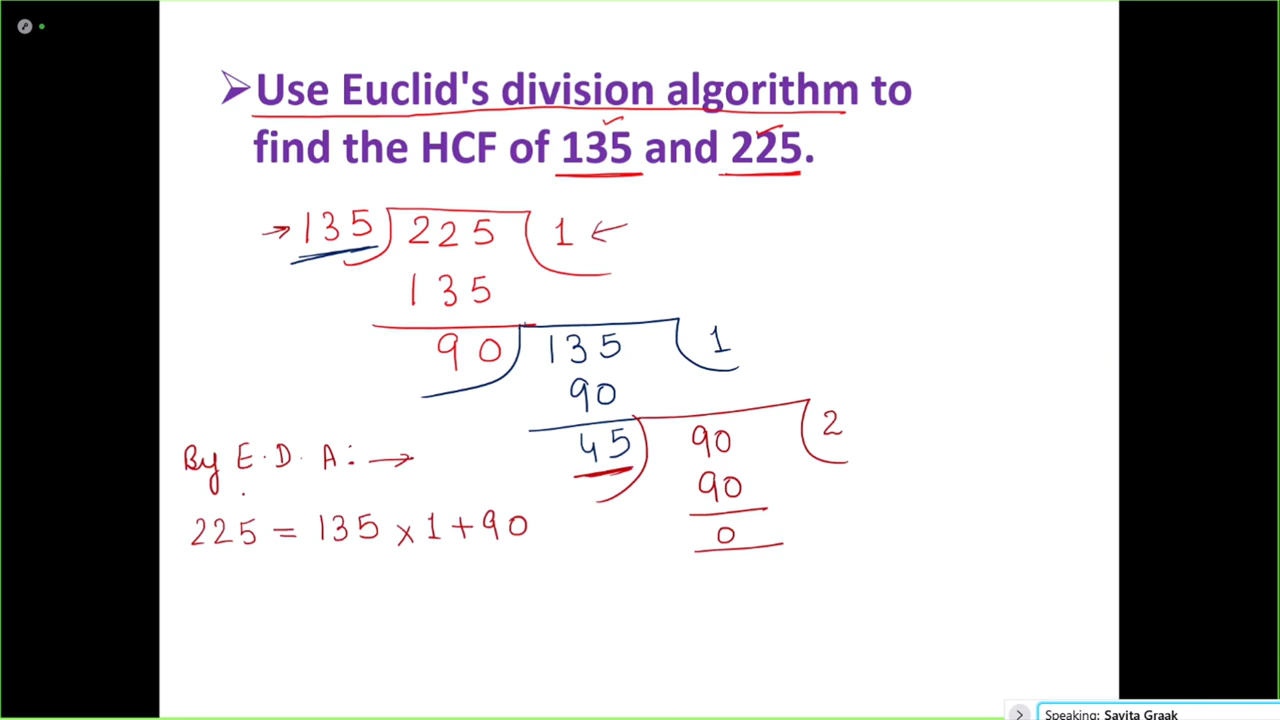 Use Euclid's division algorithm to
find the HCF of 135 and 225.
135 225 1
135
90 135 1
90
45 90 2
90
0
By E.D.A:→
225 = 135 × 1 + 90
Speaking: Savita Graak